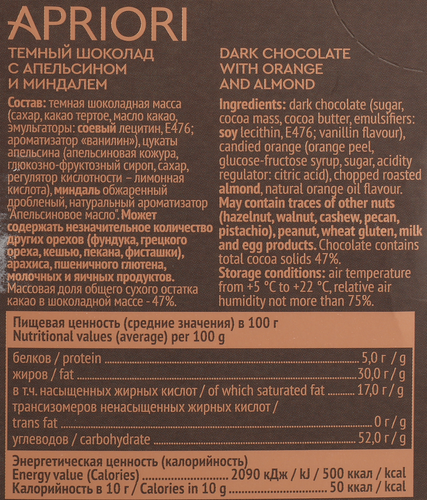 APRIORI
ТЕМНЫЙ ШОКОЛАД
С АПЕЛЬСИНОМ
И МИНДАЛЕМ
Состав: темная шоколадная масса
(сахар, какао тертое, масло какао,
эмульгаторы: соевый лецитин, E476;
ароматизатор «ванилин»), цукаты
апельсина (апельсиновая кожура,
глюкозно-фруктозный сироп, сахар,
регулятор кислотности – лимонная
кислота), миндаль обжаренный
дробленый, натуральный ароматизатор
"Апельсиновое масло". Может
содержать незначительное количество
других орехов (фундука, грецкого
ореха, кешью, пекана, фисташки),
арахиса, пшеничного глютена,
молочных и яичных продуктов.
Массовая доля общего сухого остатка
какао в шоколадной массе - 47%.
DARK CHOCOLATE
WITH ORANGE
AND ALMOND
Ingredients: dark chocolate (sugar,
cocoa mass, cocoa butter, emulsifiers:
soy lecithin, E476; vanillin flavour),
candied orange (orange peel,
glucose-fructose syrup, sugar, acidity
regulator: citric acid), chopped roasted
almond, natural orange oil flavour.
May contain traces of other nuts
(hazelnut, walnut, cashew, pecan,
pistachio), peanut, wheat gluten, milk
and egg products. Chocolate contains
total cocoa solids 47%.
Storage conditions: air temperature
from +5 °C to +22 °C, relative air
humidity not more than 75%.
Пищевая ценность (средние значения) в 100 г
Nutritional values (average) per 100 g
белков / protein 5,0 г / g
жиров / fat 30,0 г / g
в т.ч. насыщенных жирных кислот / of which saturated fat 17,0 г / g
трансизомеров ненасыщенных жирных кислот /
trans fat 0 г / g
углеводов / carbohydrate 52,0 г / g
Энергетическая ценность (калорийность)
Energy value (Calories) 2090 кДж / kJ / 500 ккал / kcal
Калорийность в 10 г / Calories in 10 g 50 ккал / kcal